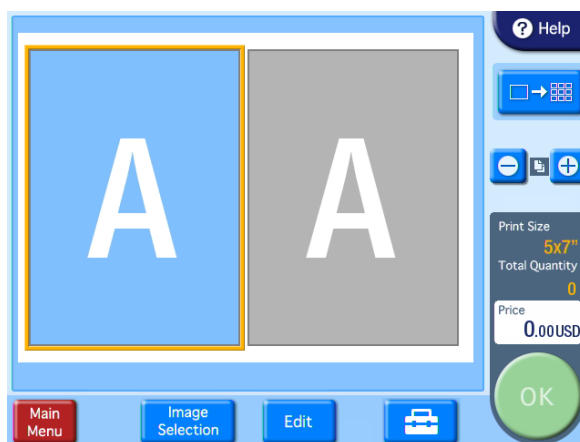 ? Help
A A
Print Size
5x7”
Total Quantity
0
Price
0.00USD
OK
Main
Menu
Image
Selection
Edit